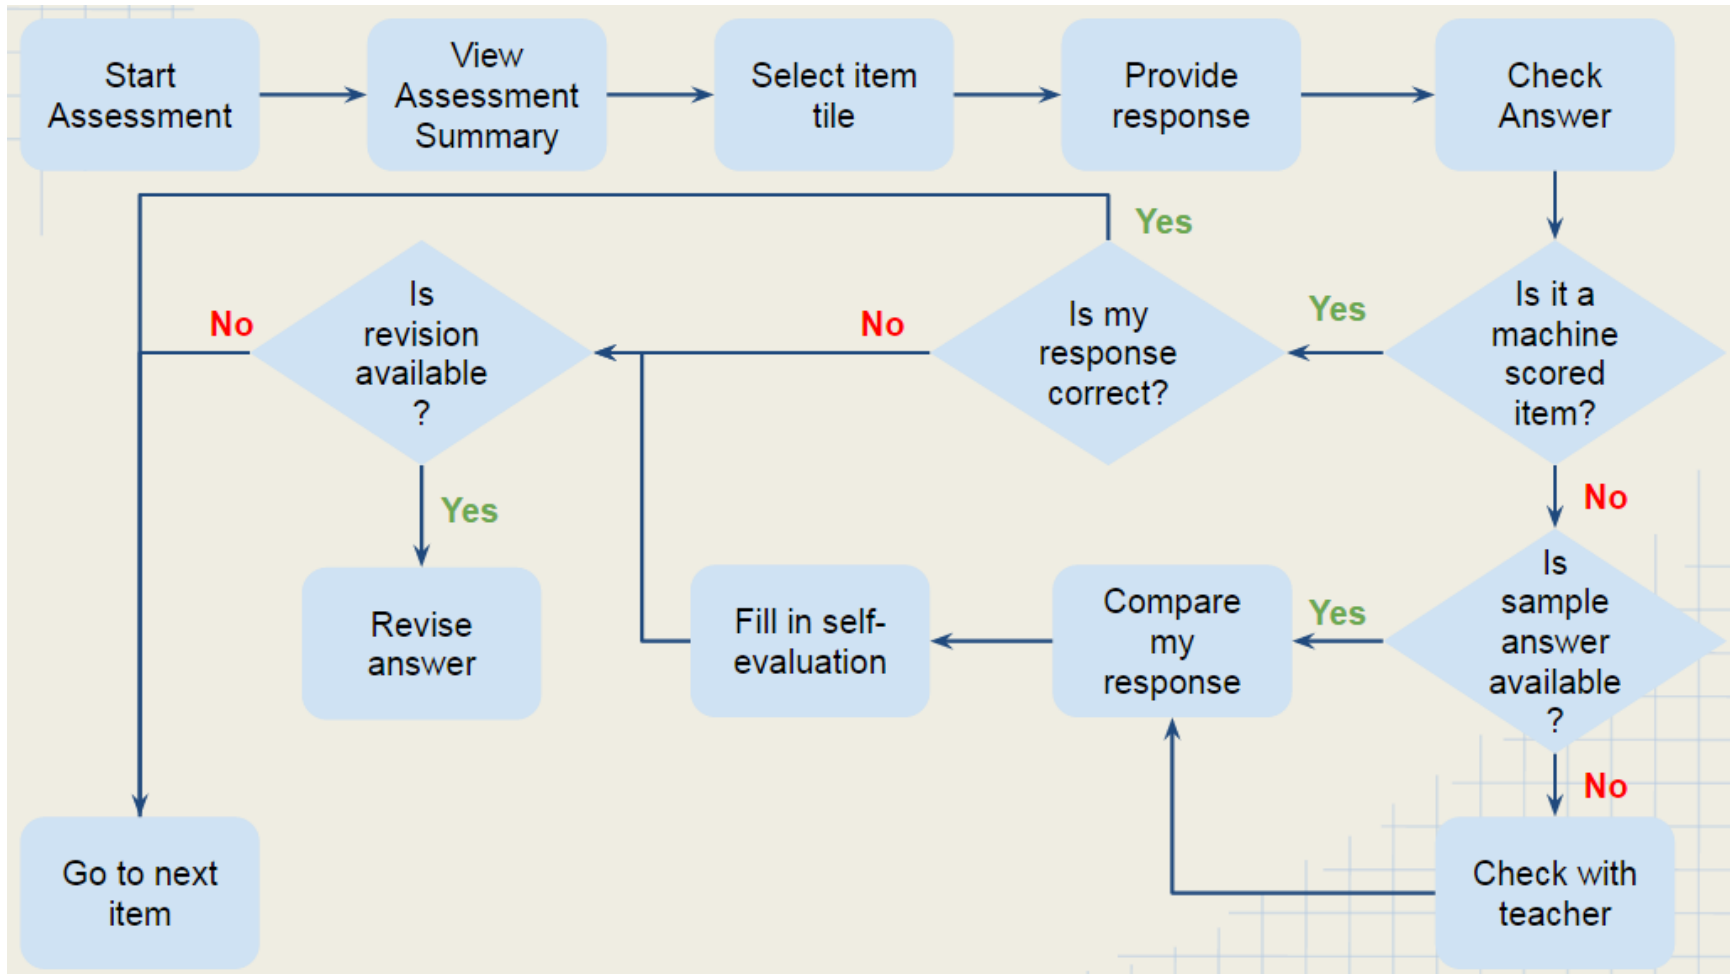 Start
Assessment
View
Assessment
Summary
Select item
tile
Provide
response
Check
Answer
Yes
Is
revision
available
?
No
No
Is my
response
correct?
Yes
Is it a
machine
scored
item?
Yes
No
Revise
answer
Fill in self-
evaluation
Compare
my
response
Yes
Is
sample
answer
available
?
No
Go to next
item
Check with
teacher